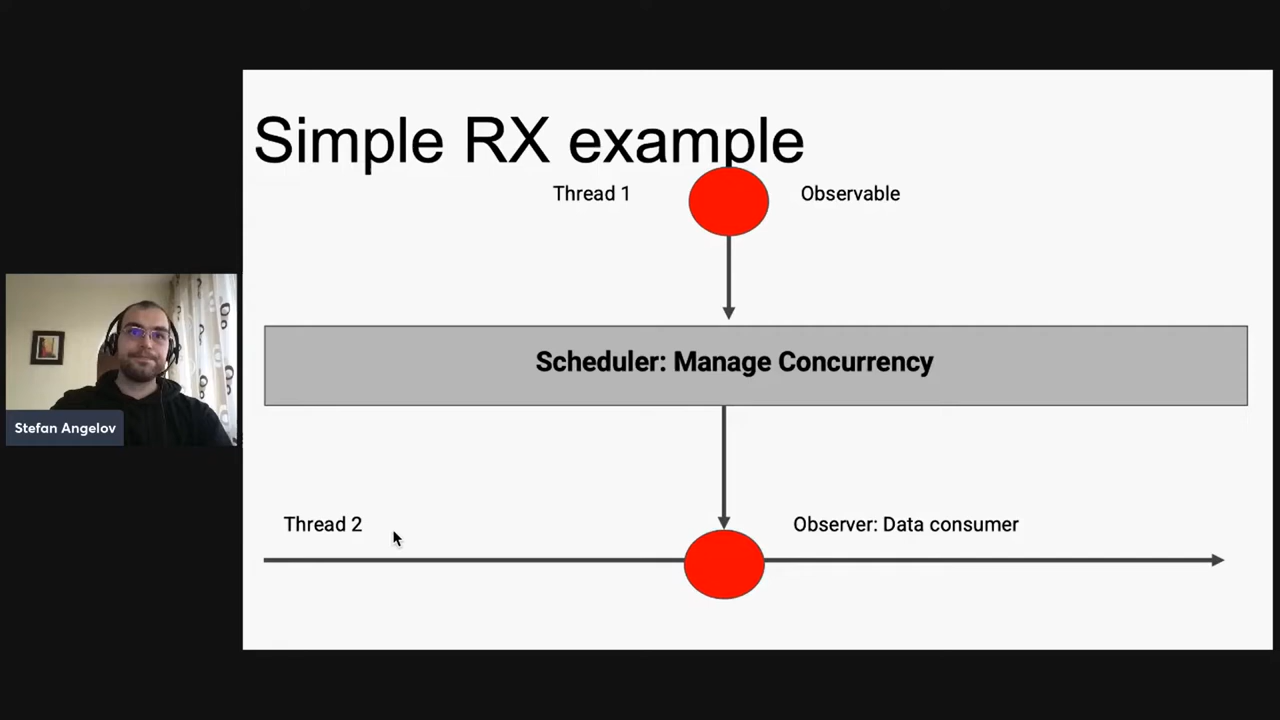 Simple RX example
Thread 1
Observable
Scheduler: Manage Concurrency
Stefan Angelov
Thread 2
Observer: Data consumer